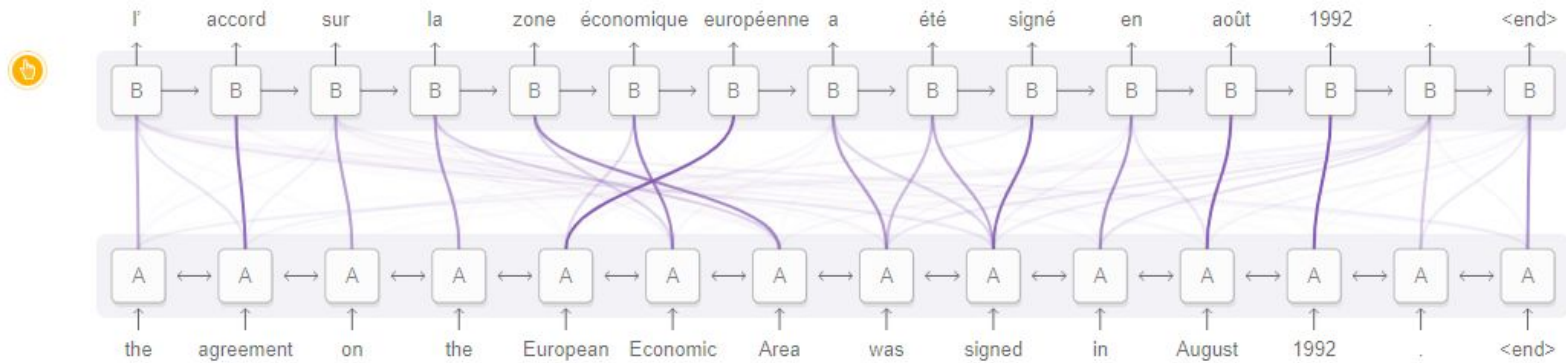 l' accord sur la zone économique européenne a été signé en août 1992 . <end>
B B B B B B B B B B B B B B B
A A A A A A A A A A A A A A
the agreement on the European Economic Area was signed in August 1992 . <end>